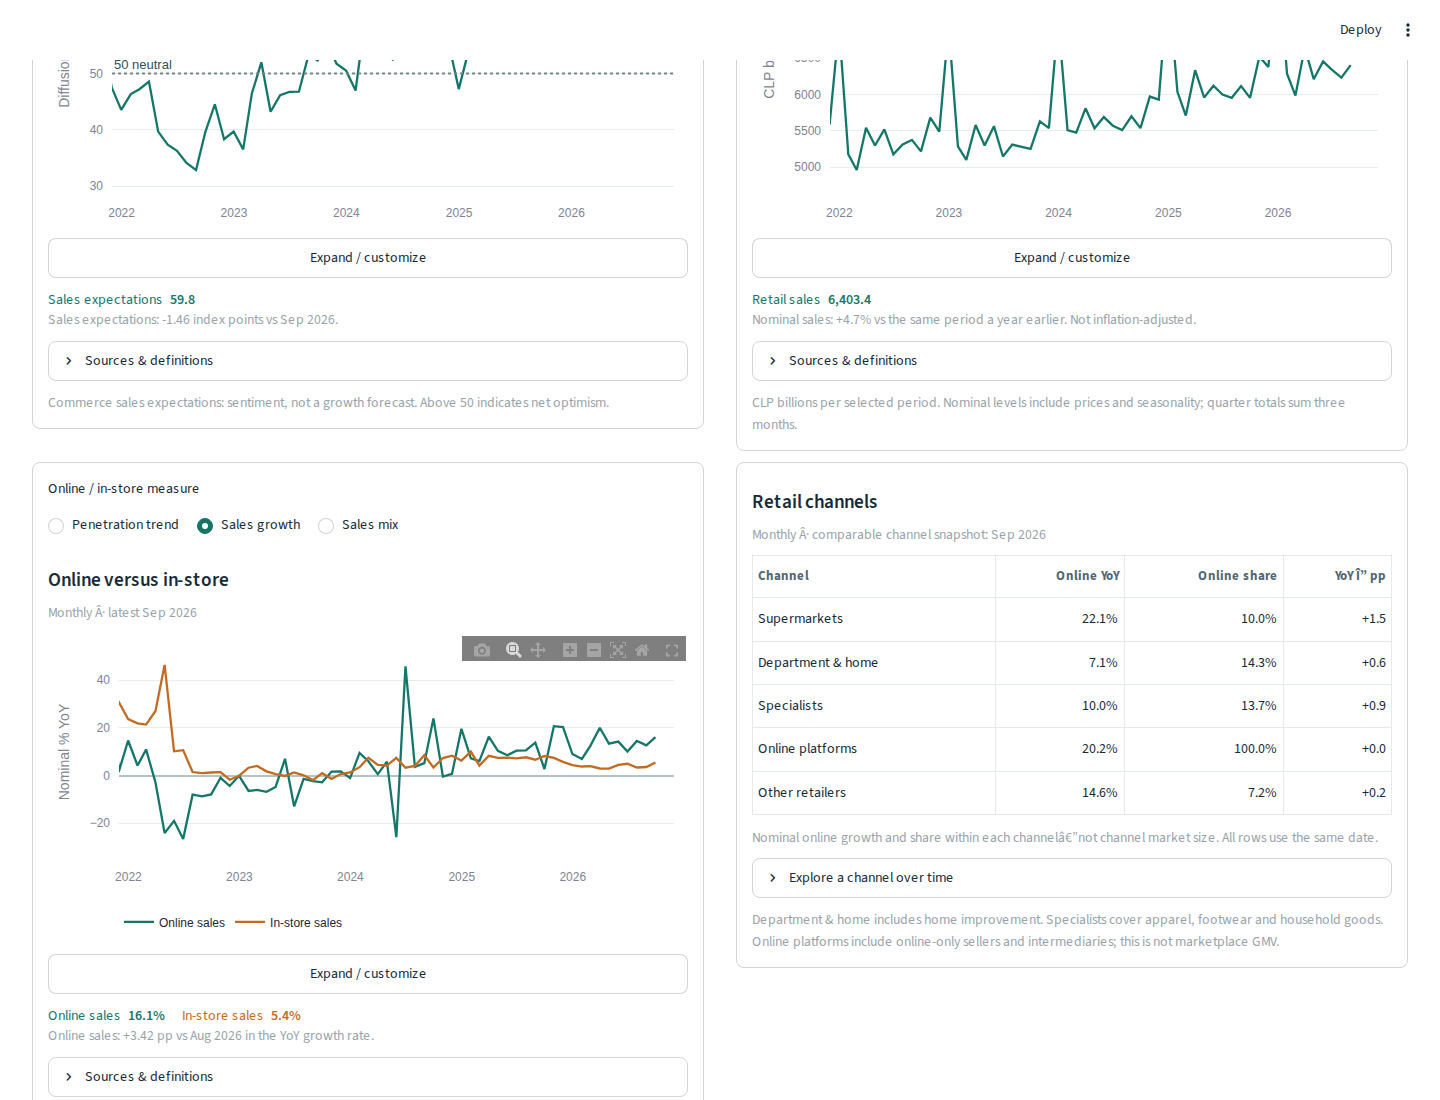 Deploy
50 neutral
Diffusio
50
40
30
2022 2023 2024 2025 2026
Expand / customize
Sales expectations 59.8
Sales expectations: -1.46 index points vs Sep 2026.
Sources & definitions
Commerce sales expectations: sentiment, not a growth forecast. Above 50 indicates net optimism.
CLP b
6000
5500
5000
2022 2023 2024 2025 2026
Expand / customize
Retail sales 6,403.4
Nominal sales: +4.7% vs the same period a year earlier. Not inflation-adjusted.
Sources & definitions
CLP billions per selected period. Nominal levels include prices and seasonality; quarter totals sum three
months.
Online / in-store measure
Penetration trend Sales growth Sales mix
Online versus in-store
Monthly Â· latest Sep 2026
Nominal % YoY
40
20
0
−20
2022 2023 2024 2025 2026
Online sales In-store sales
Expand / customize
Online sales 16.1% In-store sales 5.4%
Online sales: +3.42 pp vs Aug 2026 in the YoY growth rate.
Sources & definitions
Retail channels
Monthly Â· comparable channel snapshot: Sep 2026
Channel Online YoY Online share YoY Î” pp
Supermarkets 22.1% 10.0% +1.5
Department & home 7.1% 14.3% +0.6
Specialists 10.0% 13.7% +0.9
Online platforms 20.2% 100.0% +0.0
Other retailers 14.6% 7.2% +0.2
Nominal online growth and share within each channelâ€”not channel market size. All rows use the same date.
Explore a channel over time
Department & home includes home improvement. Specialists cover apparel, footwear and household goods.
Online platforms include online-only sellers and intermediaries; this is not marketplace GMV.